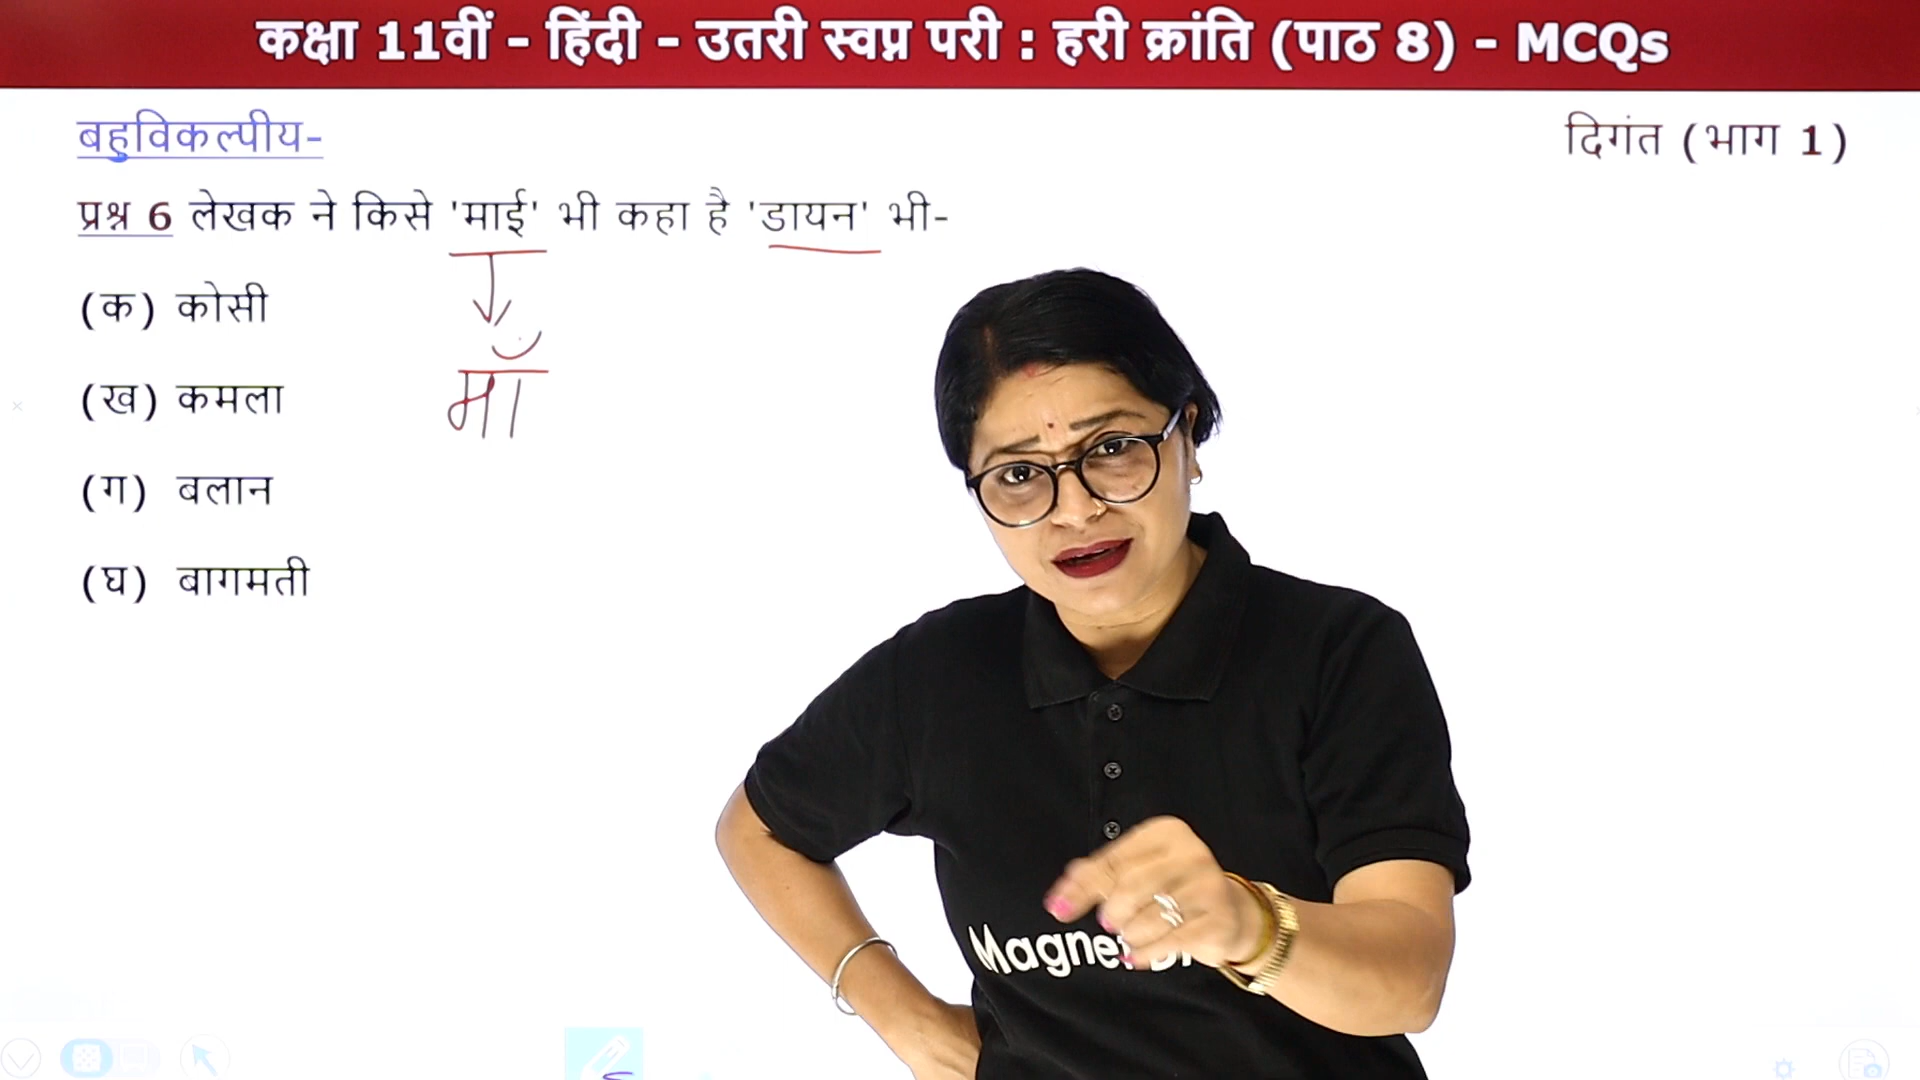 कक्षा 11वीं - हिंदी - उतरी स्वप्न परी : हरी क्रांति (पाठ 8) - MCQs
बहुविकल्पीय-
दिगंत (भाग 1)
प्रश्न 6 लेखक ने किसे 'माई' भी कहा है 'डायन' भी-
(क) कोसी
(ख) कमला
माँ
(ग) बलान
(घ) बागमती
Magnet